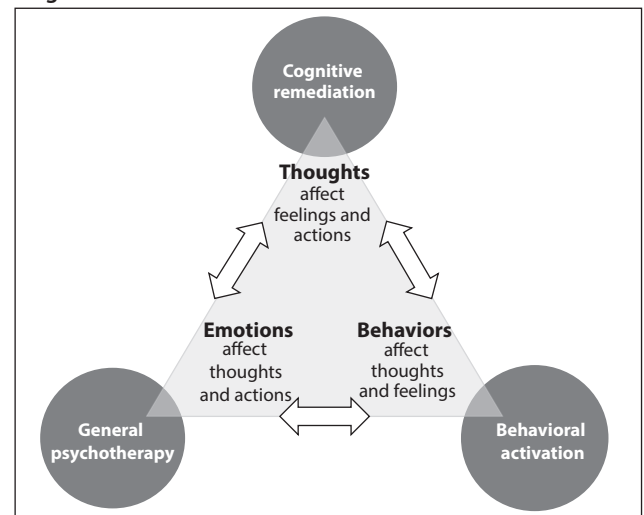 Cognitive
remediation
Thoughts
affect
feelings and
actions
Emotions
affect
thoughts
and actions
Behaviors
affect
thoughts
and feelings
General
psychotherapy
Behavioral
activation